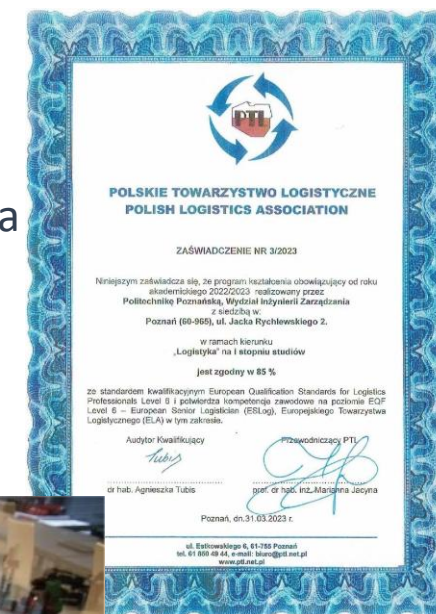 a
PTL
POLSKIE TOWARZYSTWO LOGISTYCZNE
POLISH LOGISTICS ASSOCIATION
ZAŚWIADCZENIE NR 3/2023
Niniejszym zaświadcza się, że program kształcenia obowiązujący od roku
akademickiego 2022/2023 realizowany przez
Politechnikę Poznańską, Wydział Inżynierii Zarządzania
z siedzibą w:
Poznań (60-965), ul. Jacka Rychlewskiego 2.
w ramach kierunku
„Logistyka" na I stopniu studiów
jest zgodny w 85 %
ze standardem kwalifikacyjnym European Qualification Standards for Logistics
Professionals Level 6 i potwierdza kompetencje zawodowe na poziomie EQF
Level 6 – European Senior Logistician (ESLog), Europejskiego Towarzystwa
Logistycznego (ELA) w tym zakresie.
Audytor Kwalifikujący Przewodniczący PTL
Tubis
dr hab. Agnieszka Tubis prof. dr hab. inż. Marianna Jacyna
Poznań, dn.31.03.2023 r.
ul. Estkowskiego 6, 61-755 Poznań
tel. 61 850 49 44, e-mail: biuro@ptl.net.pl
www.ptl.net.pl